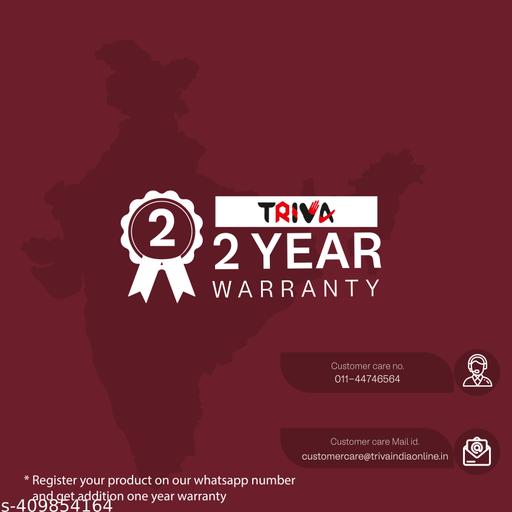 2
TRIVA
2 YEAR
WARRANTY
Customer care no.
011-44746564
Customer care Mail id.
customercare@trivaindiaonline.in
* Register your product on our whatsapp number
and get addition one year warranty
s-409854164